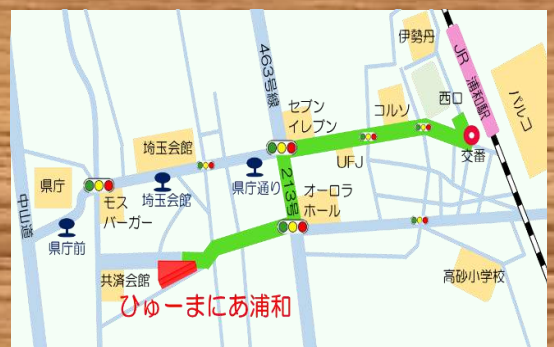 伊勢丹
JR 浦和駅
463号線
西口
パルコ
セブン
イレブン
コルソ
交番
埼玉会館
UFJ
県庁通り
県庁
埼玉会館
213号
オーロラ
ホール
モス
バーガー
中山道
県庁前
共済会館
高砂小学校
ひゅーまにあ浦和